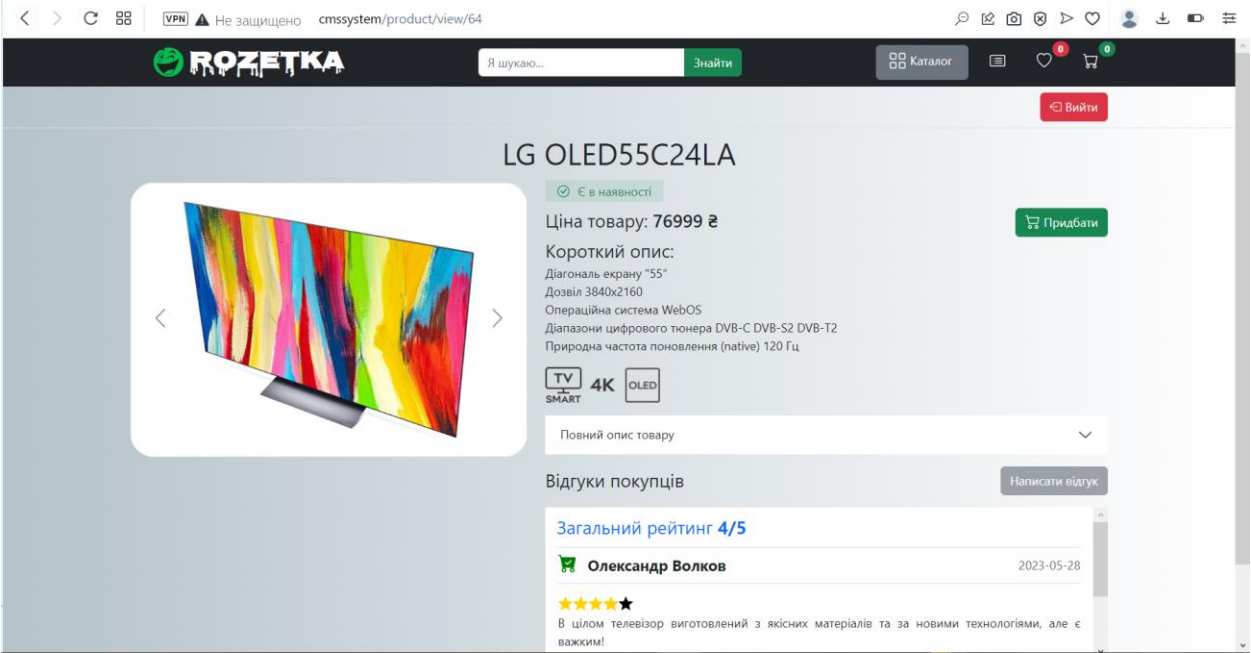 VPN Не защищено cmssystem/product/view/64
ROZETKA Я шукаю... Знайти Каталог 0 0
Вийти
LG OLED55C24LA
Є в наявності
Ціна товару: 76999 ₴ Придбати
Короткий опис:
Діагональ екрану "55"
Дозвіл 3840x2160
Операційна система WebOS
Діапазони цифрового тюнера DVB-C DVB-S2 DVB-T2
Природна частота поновлення (native) 120 Гц
TV SMART 4K OLED
Повний опис товару
Відгуки покупців Написати відгук
Загальний рейтинг 4/5
Олександр Волков 2023-05-28
В цілом телевізор виготовлений з якісних матеріалів та за новими технологіями, але є
важким!